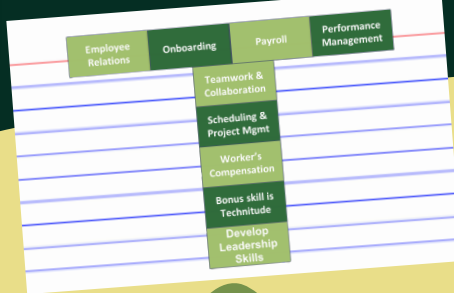 Employee
Relations
Onboarding
Payroll
Performance
Management
Teamwork &
Collaboration
Scheduling &
Project Mgmt
Worker's
Compensation
Bonus skill is
Technitude
Develop
Leadership
Skills